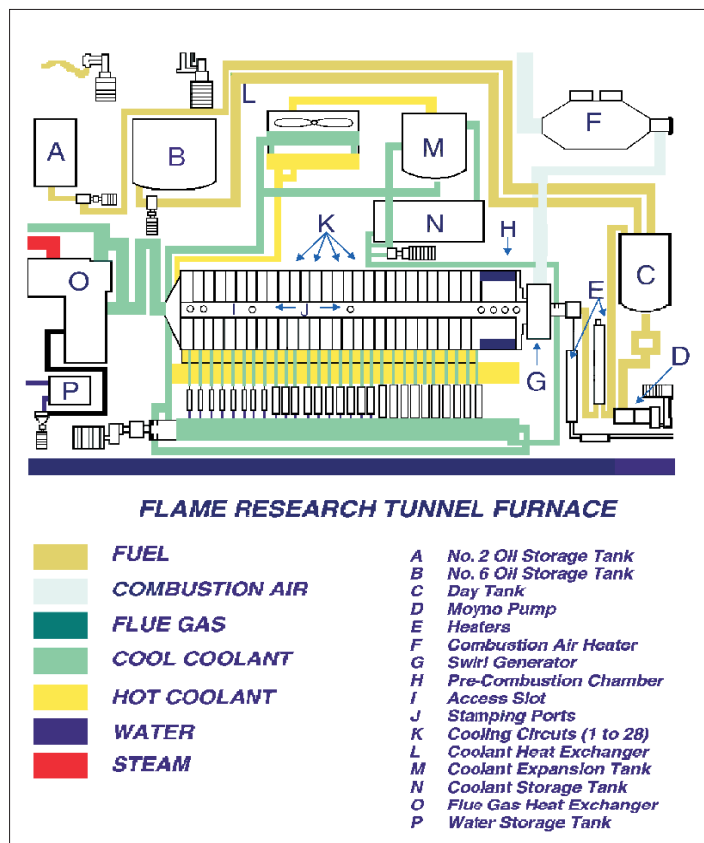 L
A
B
M
F
N
K
H
O
I
J
E
C
G
D
P
FLAME RESEARCH TUNNEL FURNACE
FUEL
COMBUSTION AIR
FLUE GAS
COOL COOLANT
HOT COOLANT
WATER
STEAM
A No. 2 Oil Storage Tank
B No. 6 Oil Storage Tank
C Day Tank
D Moyno Pump
E Heaters
F Combustion Air Heater
G Swirl Generator
H Pre-Combustion Chamber
I Access Slot
J Stamping Ports
K Cooling Circuts (1 to 28)
L Coolant Heat Exchanger
M Coolant Expansion Tank
N Coolant Storage Tank
O Flue Gas Heat Exchanger
P Water Storage Tank